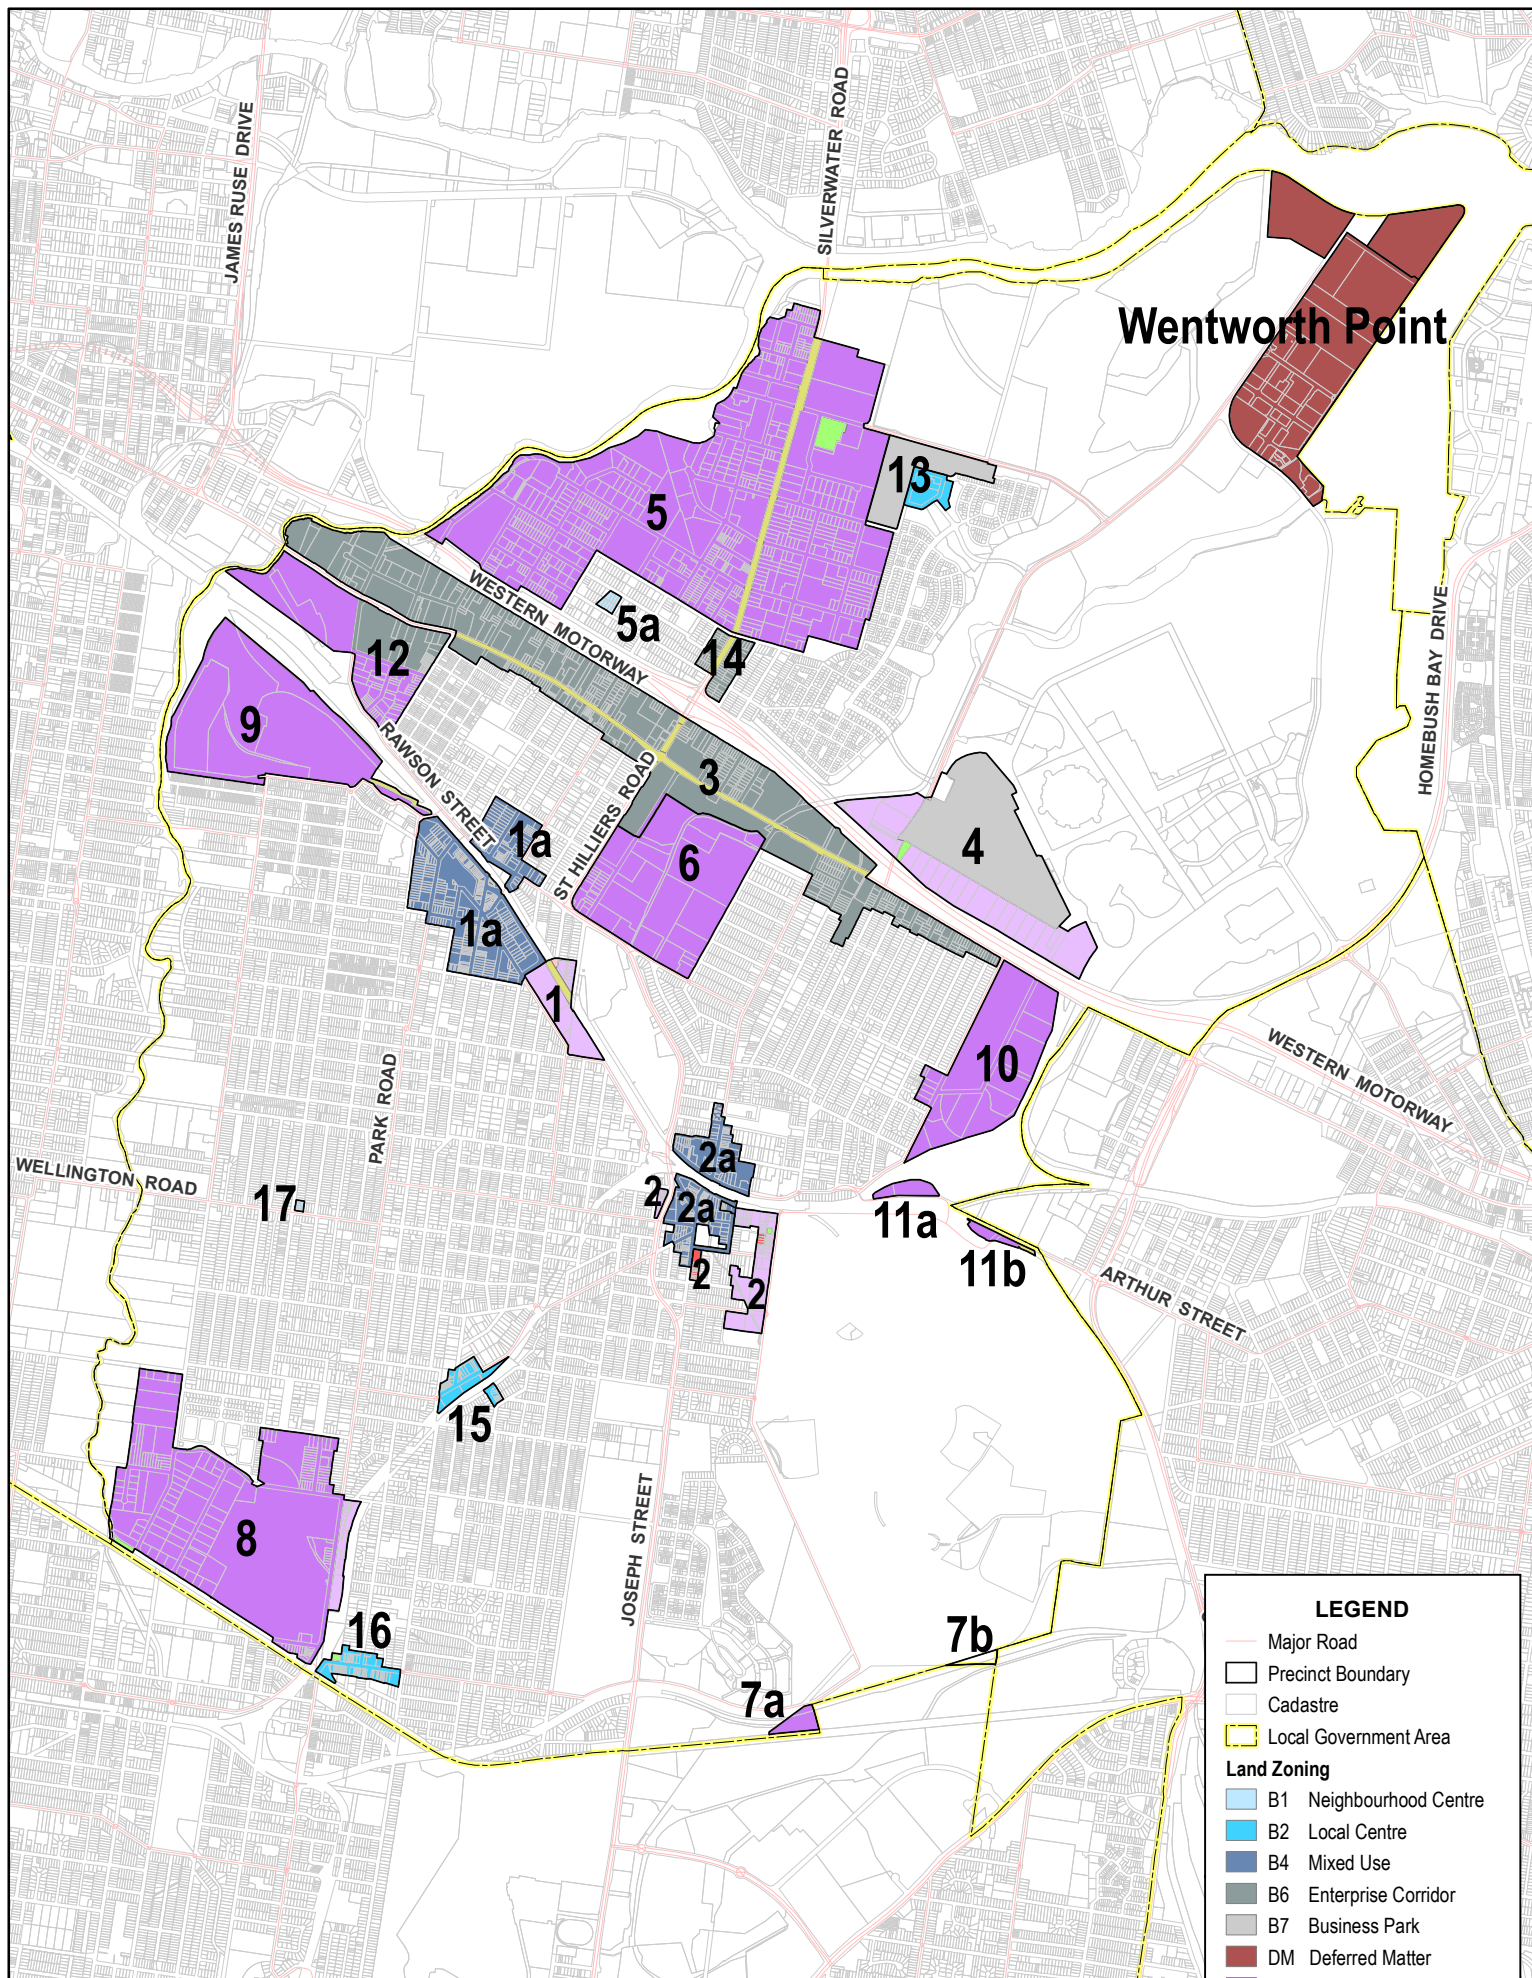 JAMES RUSE DRIVE
SILVERWATER ROAD
Wentworth Point
13
5
WESTERN MOTORWAY
5a
14
12
HOMEBUSH BAY DRIVE
9
RAWSON STREET
3
1a
ST HILLIERS ROAD
6
4
1a
1
10
WESTERN MOTORWAY
PARK ROAD
2a
WELLINGTON ROAD
17
2
2a
11a
11b
2
2
ARTHUR STREET
15
JOSEPH STREET
8
16
7b
7a
LEGEND
Major Road
Precinct Boundary
Cadastre
Local Government Area
Land Zoning
B1 Neighbourhood Centre
B2 Local Centre
B4 Mixed Use
B6 Enterprise Corridor
B7 Business Park
DM Deferred Matter